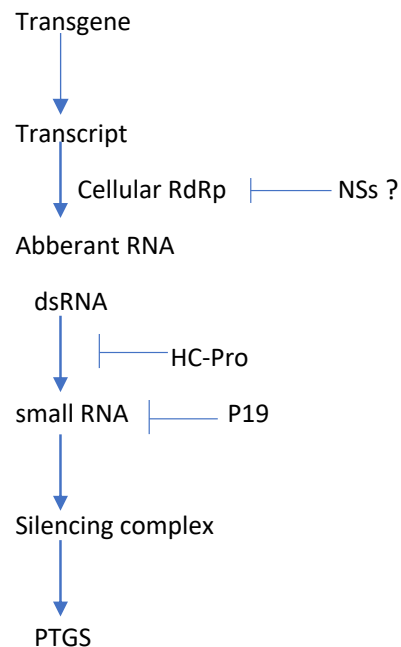 Transgene
Transcript
Cellular RdRp NSs ?
Abberant RNA
dsRNA
HC-Pro
small RNA P19
Silencing complex
PTGS